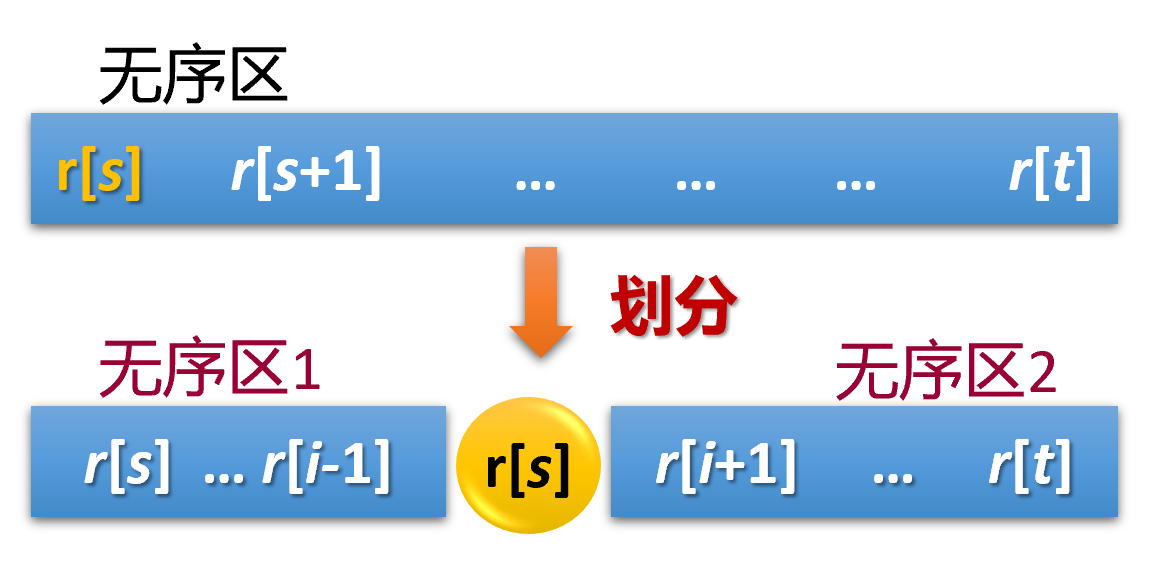 无序区
r[s] r[s+1] … … … r[t]
划分
无序区1 无序区2
r[s] … r[i-1] r[s] r[i+1] … r[t]